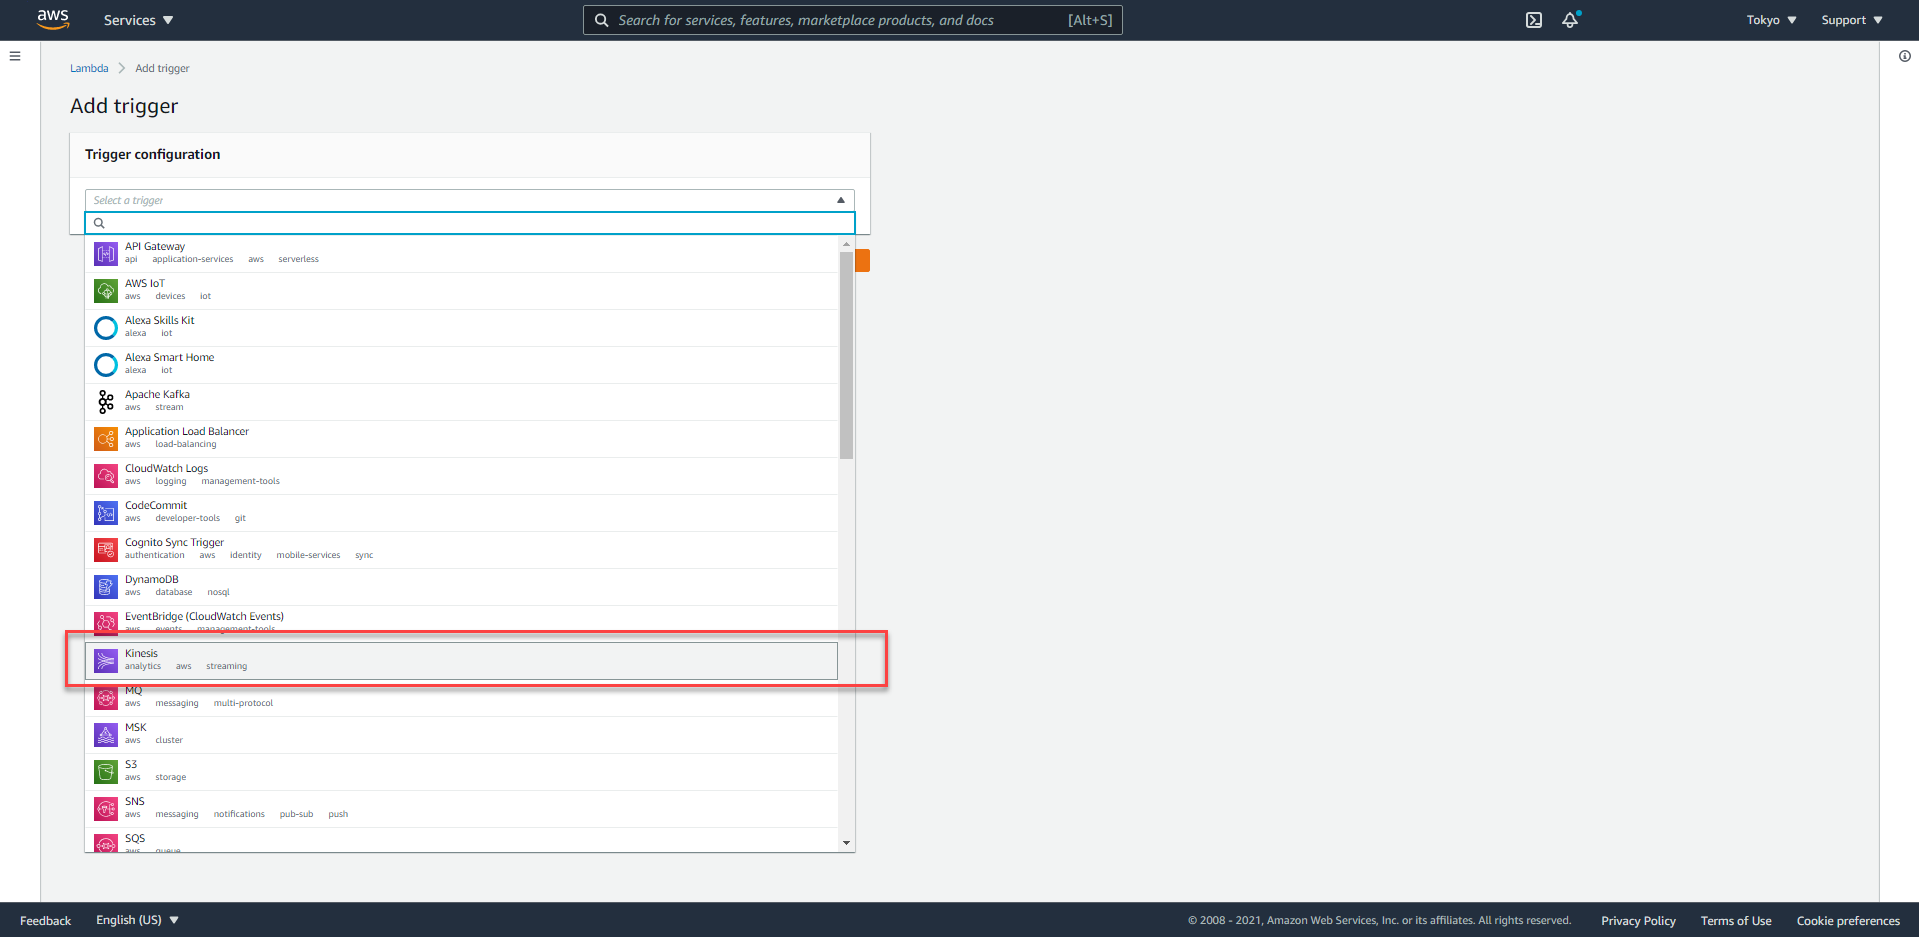 aws Services Search for services, features, marketplace products, and docs [Alt+S] Tokyo Support
Lambda Add trigger
Add trigger
Trigger configuration
Select a trigger
API Gateway
api application-services aws serverless
AWS IoT
aws devices iot
Alexa Skills Kit
alexa iot
Alexa Smart Home
alexa iot
Apache Kafka
aws stream
Application Load Balancer
aws load-balancing
CloudWatch Logs
aws logging management-tools
CodeCommit
aws developer-tools git
Cognito Sync Trigger
authentication aws identity mobile-services sync
DynamoDB
aws database nosql
EventBridge (CloudWatch Events)
aws events management-tools
Kinesis
analytics aws streaming
MQ
aws messaging multi-protocol
MSK
aws cluster
S3
aws storage
SNS
aws messaging notifications pub-sub push
SQS
aws queue
Feedback English (US) © 2008 - 2021, Amazon Web Services, Inc. or its affiliates. All rights reserved. Privacy Policy Terms of Use Cookie preferences